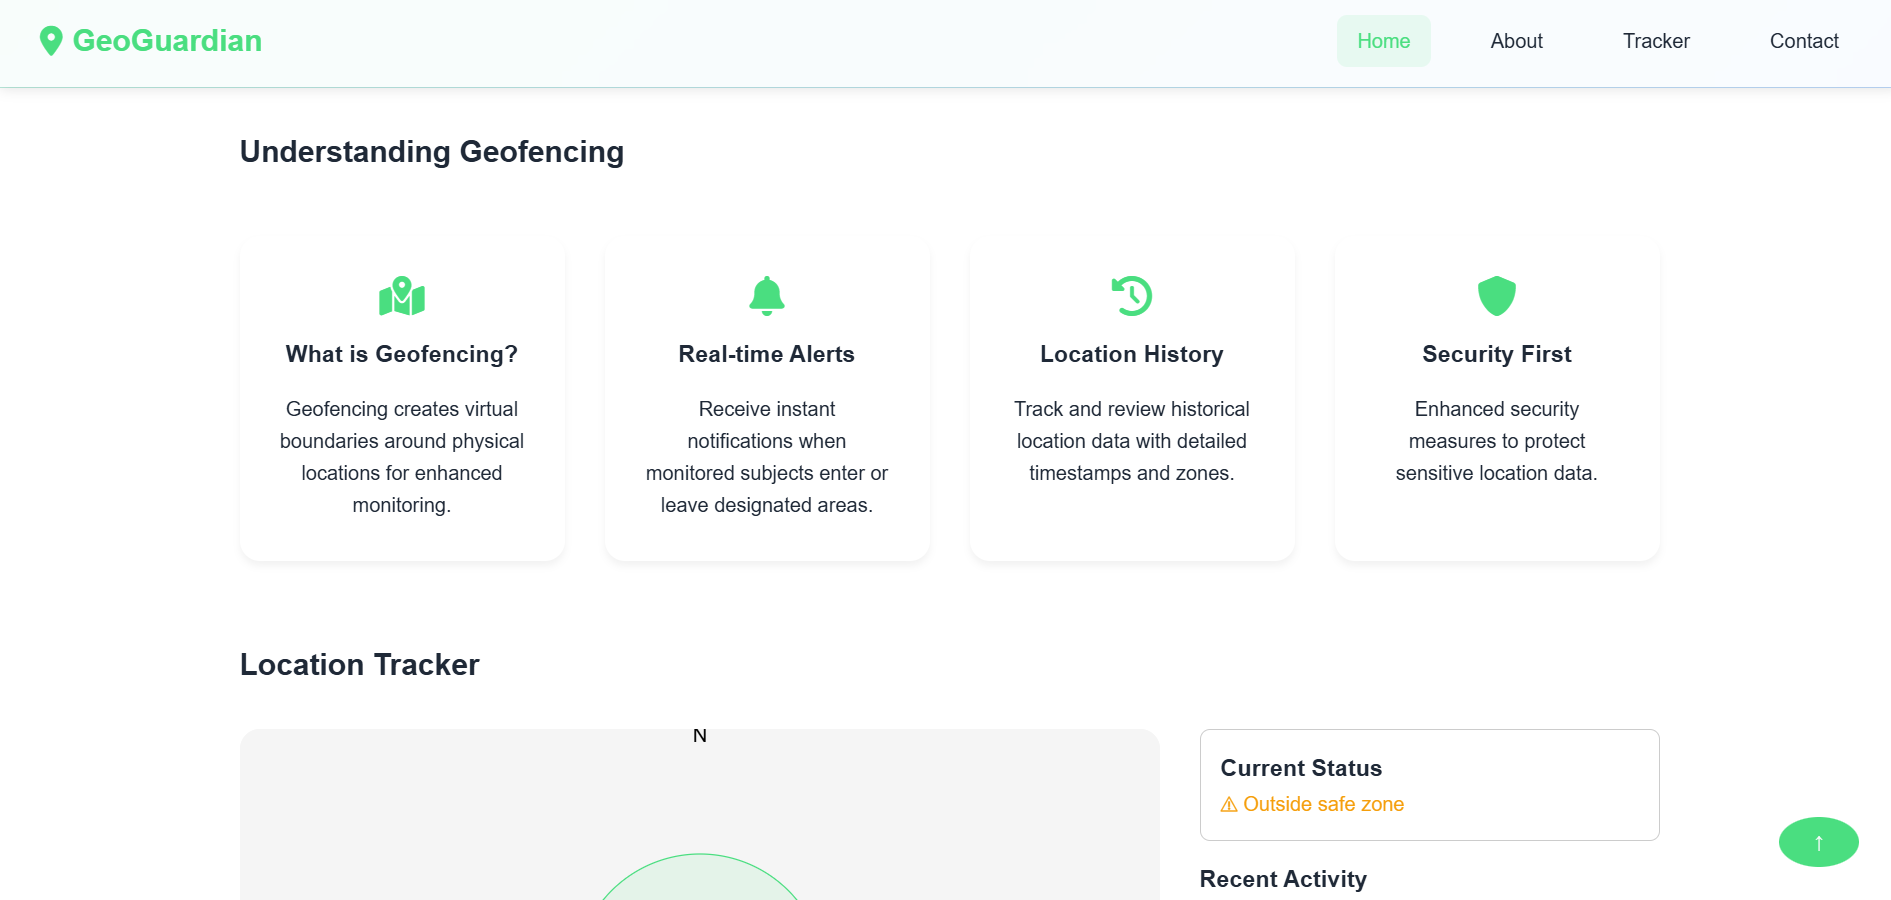 GeoGuardian
Home
About
Tracker
Contact
Understanding Geofencing
What is Geofencing?
Geofencing creates virtual
boundaries around physical
locations for enhanced
monitoring.
Real-time Alerts
Receive instant
notifications when
monitored subjects enter or
leave designated areas.
Location History
Track and review historical
location data with detailed
timestamps and zones.
Security First
Enhanced security
measures to protect
sensitive location data.
Location Tracker
N
Current Status
⚠ Outside safe zone
Recent Activity
↑